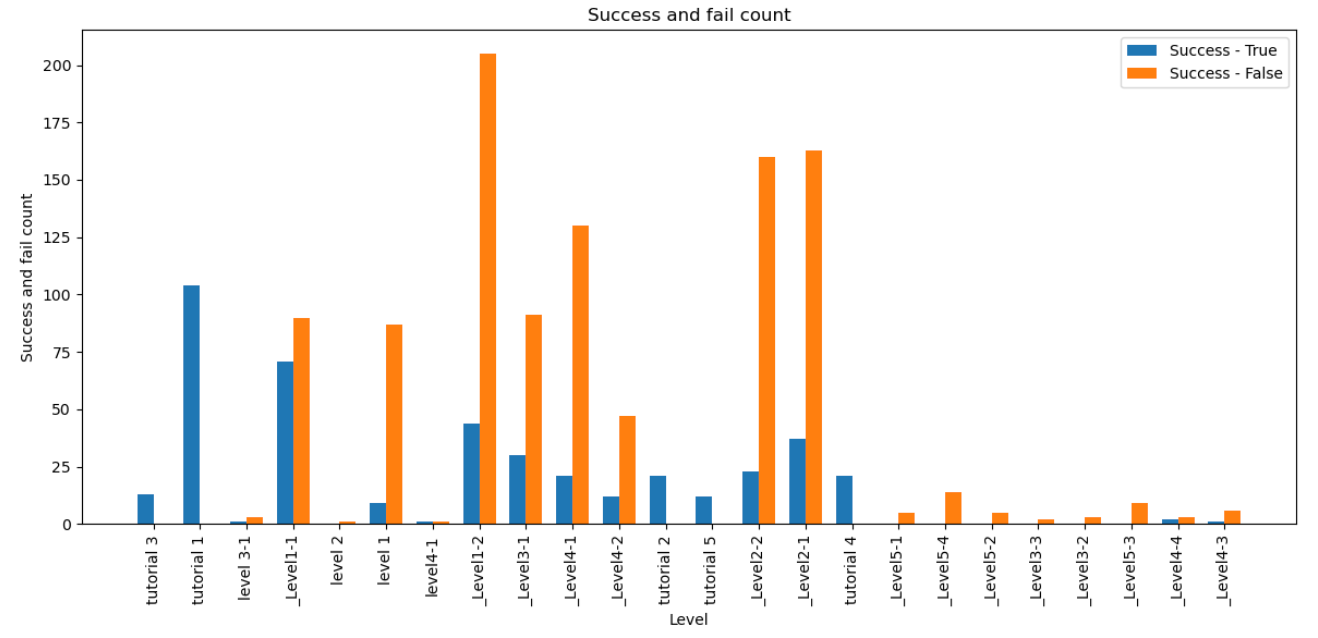 Success and fail count
Success - True
Success - False
Success and fail count
200
175
150
125
100
75
50
25
0
tutorial 3
tutorial 1
level 3-1
_Level1-1
level 2
level 1
level4-1
_Level1-2
_Level3-1
_Level4-1
_Level4-2
tutorial 2
tutorial 5
_Level2-2
_Level2-1
tutorial 4
_Level5-1
_Level5-4
_Level5-2
_Level3-3
_Level3-2
_Level5-3
_Level4-4
_Level4-3
Level